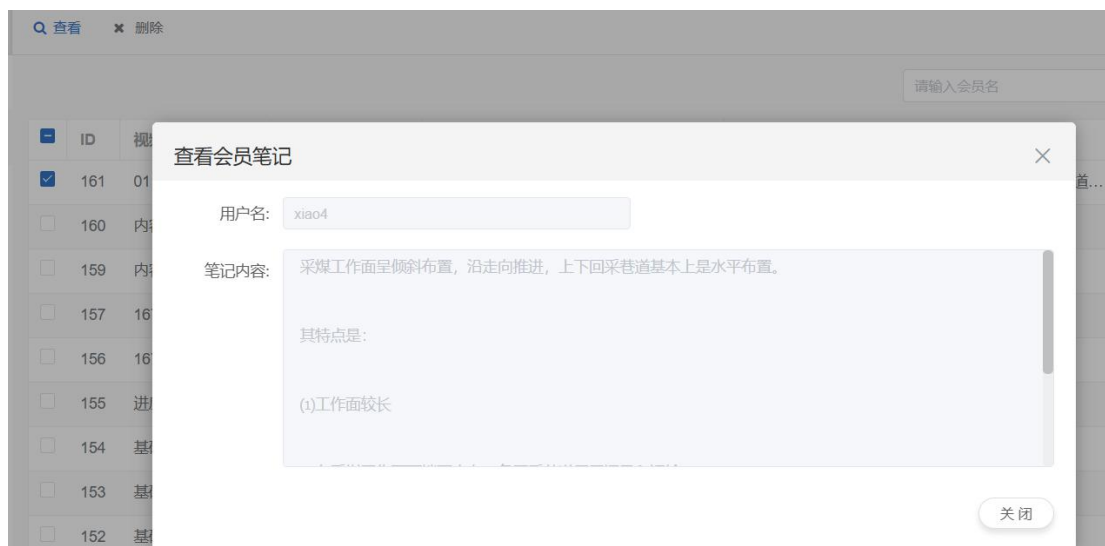 查看 删除
请输入会员名
ID
查看会员笔记
161 01
用户名: xiao4
160
159
笔记内容: 采煤工作面呈倾斜布置，沿走向推进，上下回采巷道基本上是水平布置。
157 16
其特点是:
156 16
155
(1)工作面较长
154
153
关闭
152